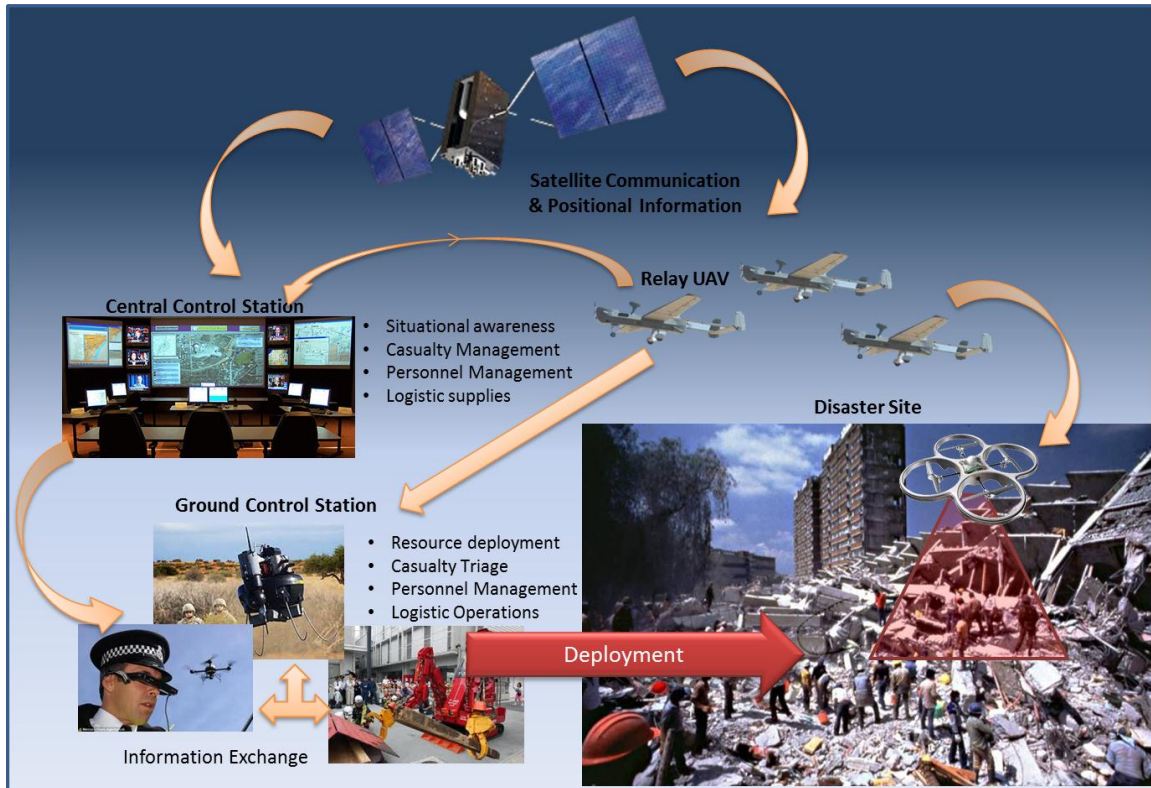 Satellite Communication
& Positional Information
Relay UAV
Central Control Station
• Situational awareness
• Casualty Management
• Personnel Management
• Logistic supplies
Disaster Site
Ground Control Station
• Resource deployment
• Casualty Triage
• Personnel Management
• Logistic Operations
Deployment
Information Exchange